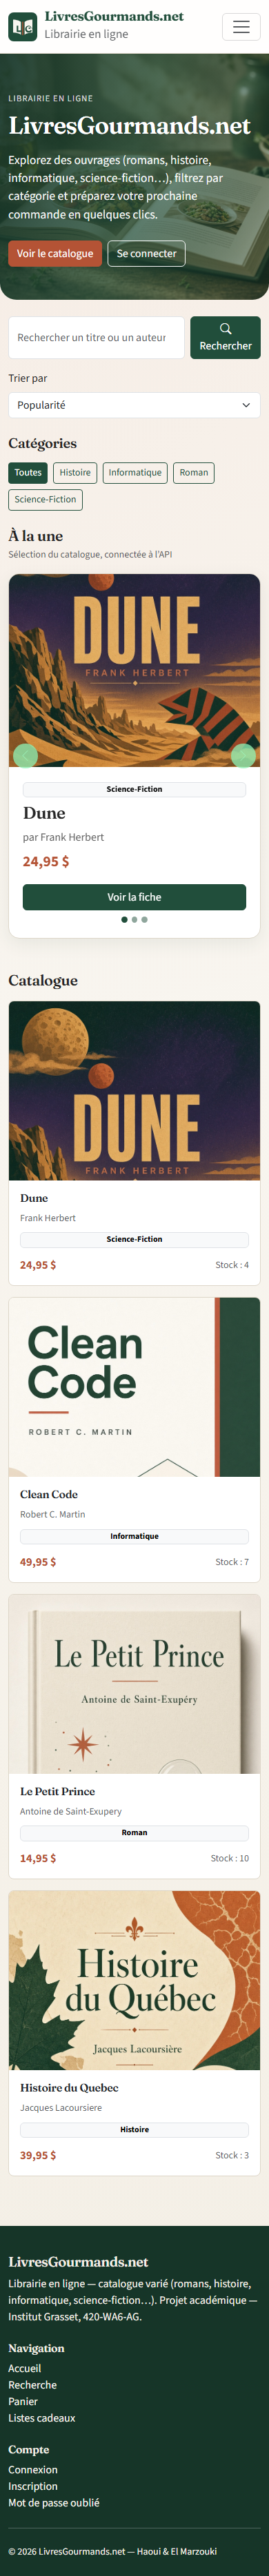 LivresGourmands.net
Librairie en ligne
LIBRAIRIE EN LIGNE
LivresGourmands.net
Explorez des ouvrages (romans, histoire,
informatique, science-fiction…), filtrez par
catégorie et préparez votre prochaine
commande en quelques clics.
Voir le catalogue
Se connecter
Rechercher un titre ou un auteur
Rechercher
Trier par
Popularité
Catégories
Toutes
Histoire
Informatique
Roman
Science-Fiction
À la une
Sélection du catalogue, connectée à l'API
DUNE
FRANK HERBERT
Science-Fiction
Dune
par Frank Herbert
24,95 $
Voir la fiche
Catalogue
DUNE
FRANK HERBERT
Dune
Frank Herbert
Science-Fiction
24,95 $
Stock : 4
Clean
Code
ROBERT C. MARTIN
Clean Code
Robert C. Martin
Informatique
49,95 $
Stock : 7
Le Petit Prince
Antoine de Saint-Exupéry
Le Petit Prince
Antoine de Saint-Exupery
Roman
14,95 $
Stock : 10
Histoire
du Québec
Jacques Lacoursière
Histoire du Quebec
Jacques Lacoursiere
Histoire
39,95 $
Stock : 3
LivresGourmands.net
Librairie en ligne — catalogue varié (romans, histoire,
informatique, science-fiction…). Projet académique —
Institut Grasset, 420-WA6-AG.
Navigation
Accueil
Recherche
Panier
Listes cadeaux
Compte
Connexion
Inscription
Mot de passe oublié
© 2026 LivresGourmands.net — Haoui & El Marzouki